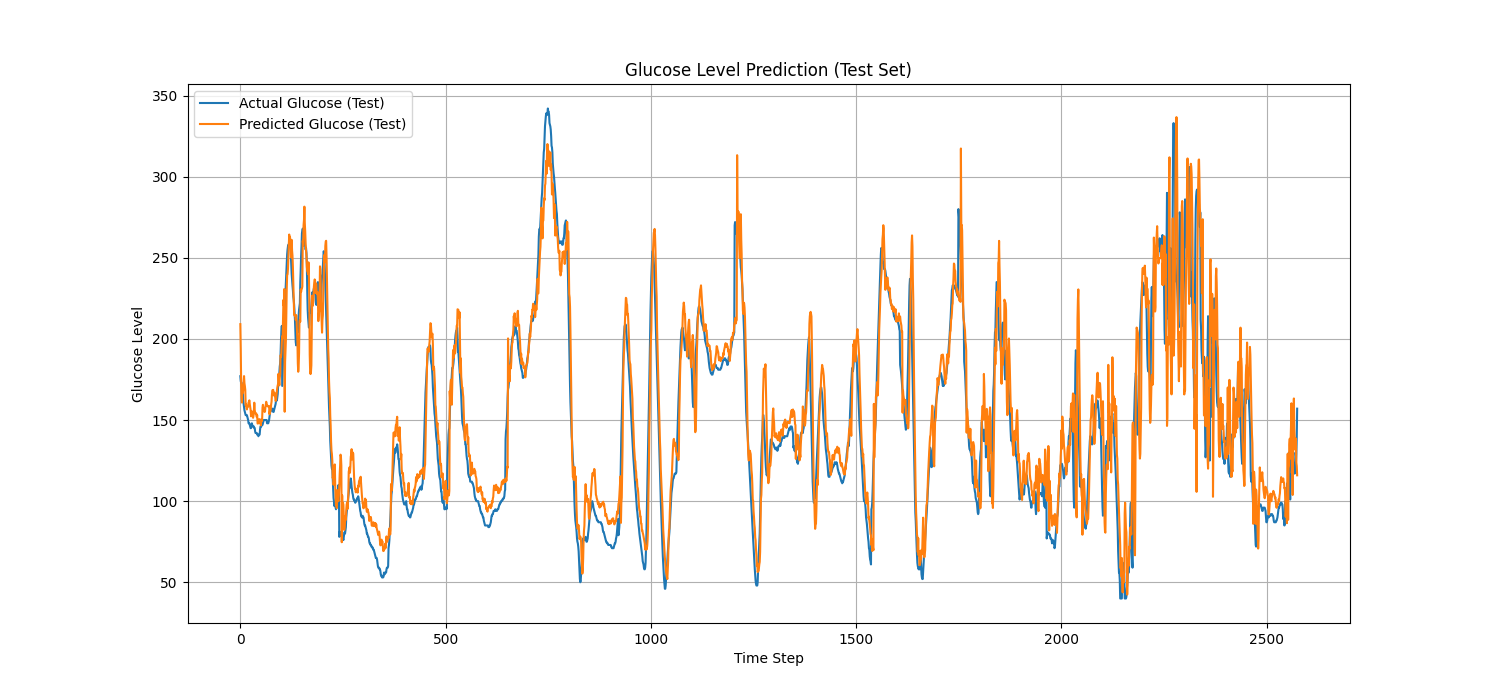 Glucose Level Prediction (Test Set)
350
Actual Glucose (Test)
Predicted Glucose (Test)
300
250
200
150
100
50
Glucose Level
0
500
1000
1500
2000
2500
Time Step